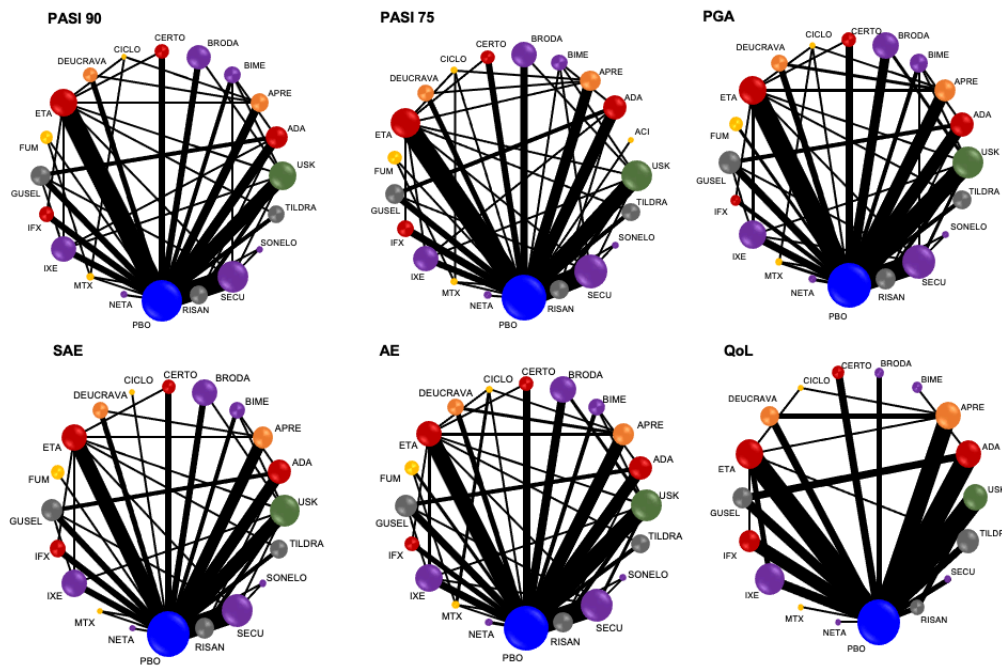 PASI 90
CICLO
CERTO
BRODA
DEUCRAVA
BIME
APRE
ETA
ADA
FUM
USK
GUSEL
TILDRA
IFX
SONELO
IXE
SECU
MTX
NETA
RISAN
PBO
PASI 75
CERTO
BRODA
CICLO
BIME
DEUCRAVA
APRE
ETA
ADA
ACI
FUM
USK
GUSEL
TILDRA
IFX
SONELO
IXE
SECU
MTX
NETA
RISAN
PBO
PGA
CERTO
BRODA
CICLO
DEUCRAVA
BIME
APRE
ETA
ADA
FUM
USK
GUSEL
TILDRA
IFX
SONELO
IXE
SECU
MTX
NETA
RISAN
PBO
SAE
CERTO
CICLO
BRODA
DEUCRAVA
BIME
APRE
ETA
ADA
FUM
USK
GUSEL
TILDRA
IFX
SONELO
IXE
SECU
MTX
NETA
RISAN
PBO
AE
CERTO
CICLO
BRODA
DEUCRAVA
BIME
APRE
ETA
ADA
FUM
USK
GUSEL
TILDRA
IFX
SONELO
IXE
SECU
MTX
NETA
RISAN
PBO
QoL
CERTO
BRODA
CICLO
BIME
DEUCRAVA
APRE
ETA
ADA
GUSEL
USK
TILDR
IFX
SECU
IXE
MTX
RISAN
NETA
PBO